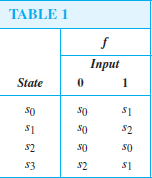 TABLE 1
f
Input
State 0 1
s0 s0 s1
s1 s0 s2
s2 s0 s0
s3 s2 s1